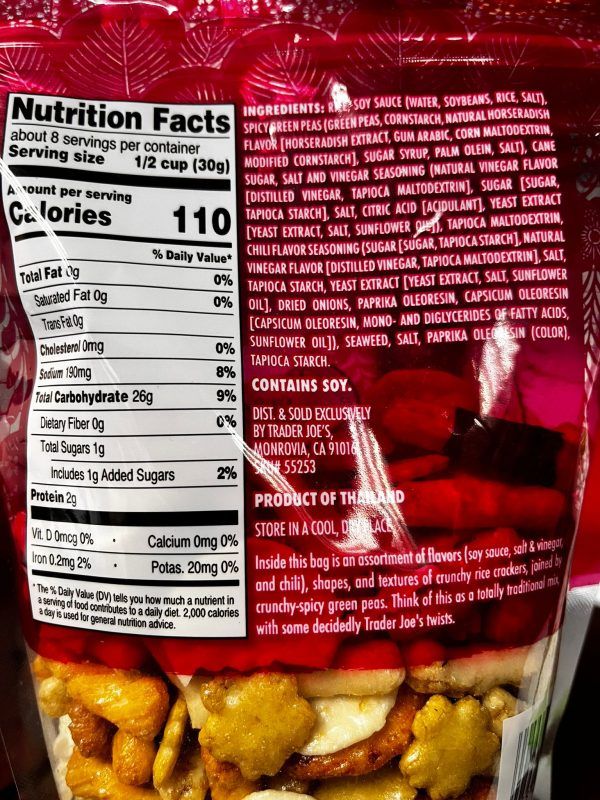 Nutrition Facts
about 8 servings per container
Serving size 1/2 cup (30g)
Amount per serving
Calories 110
% Daily Value*
Total Fat 0g 0%
Saturated Fat 0g 0%
Trans Fat 0g
Cholesterol 0mg 0%
Sodium 190mg 8%
Total Carbohydrate 26g 9%
Dietary Fiber 0g 0%
Total Sugars 1g
Includes 1g Added Sugars 2%
Protein 2g
Vit. D 0mcg 0% • Calcium 0mg 0%
Iron 0.2mg 2% • Potas. 20mg 0%
* The % Daily Value (DV) tells you how much a nutrient in
a serving of food contributes to a daily diet. 2,000 calories
a day is used for general nutrition advice.
INGREDIENTS: RICE, SOY SAUCE (WATER, SOYBEANS, RICE, SALT),
SPICY GREEN PEAS (GREEN PEAS, CORNSTARCH, NATURAL HORSERADISH
FLAVOR [HORSERADISH EXTRACT, GUM ARABIC, CORN MALTODEXTRIN,
MODIFIED CORNSTARCH], SUGAR SYRUP, PALM OLEIN, SALT), CANE
SUGAR, SALT AND VINEGAR SEASONING (NATURAL VINEGAR FLAVOR
[DISTILLED VINEGAR, TAPIOCA MALTODEXTRIN], SUGAR [SUGAR,
TAPIOCA STARCH], SALT, CITRIC ACID [ACIDULANT], YEAST EXTRACT
[YEAST EXTRACT, SALT, SUNFLOWER OIL]), TAPIOCA MALTODEXTRIN,
CHILI FLAVOR SEASONING (SUGAR [SUGAR, TAPIOCA STARCH], NATURAL
VINEGAR FLAVOR [DISTILLED VINEGAR, TAPIOCA MALTODEXTRIN], SALT,
TAPIOCA STARCH, YEAST EXTRACT [YEAST EXTRACT, SALT, SUNFLOWER
OIL], DRIED ONIONS, PAPRIKA OLEORESIN, CAPSICUM OLEORESIN
[CAPSICUM OLEORESIN, MONO- AND DIGLYCERIDES OF FATTY ACIDS,
SUNFLOWER OIL]), SEAWEED, SALT, PAPRIKA OLEORESIN (COLOR),
TAPIOCA STARCH.
CONTAINS SOY.
DIST. & SOLD EXCLUSIVELY
BY TRADER JOE'S,
MONROVIA, CA 91016
SKU# 55253
PRODUCT OF THAILAND
STORE IN A COOL, DRY PLACE
Inside this bag is an assortment of flavors (soy sauce, salt & vinegar,
and chili), shapes, and textures of crunchy rice crackers, joined by
crunchy-spicy green peas. Think of this as a totally traditional mix,
with some decidedly Trader Joe's twists.